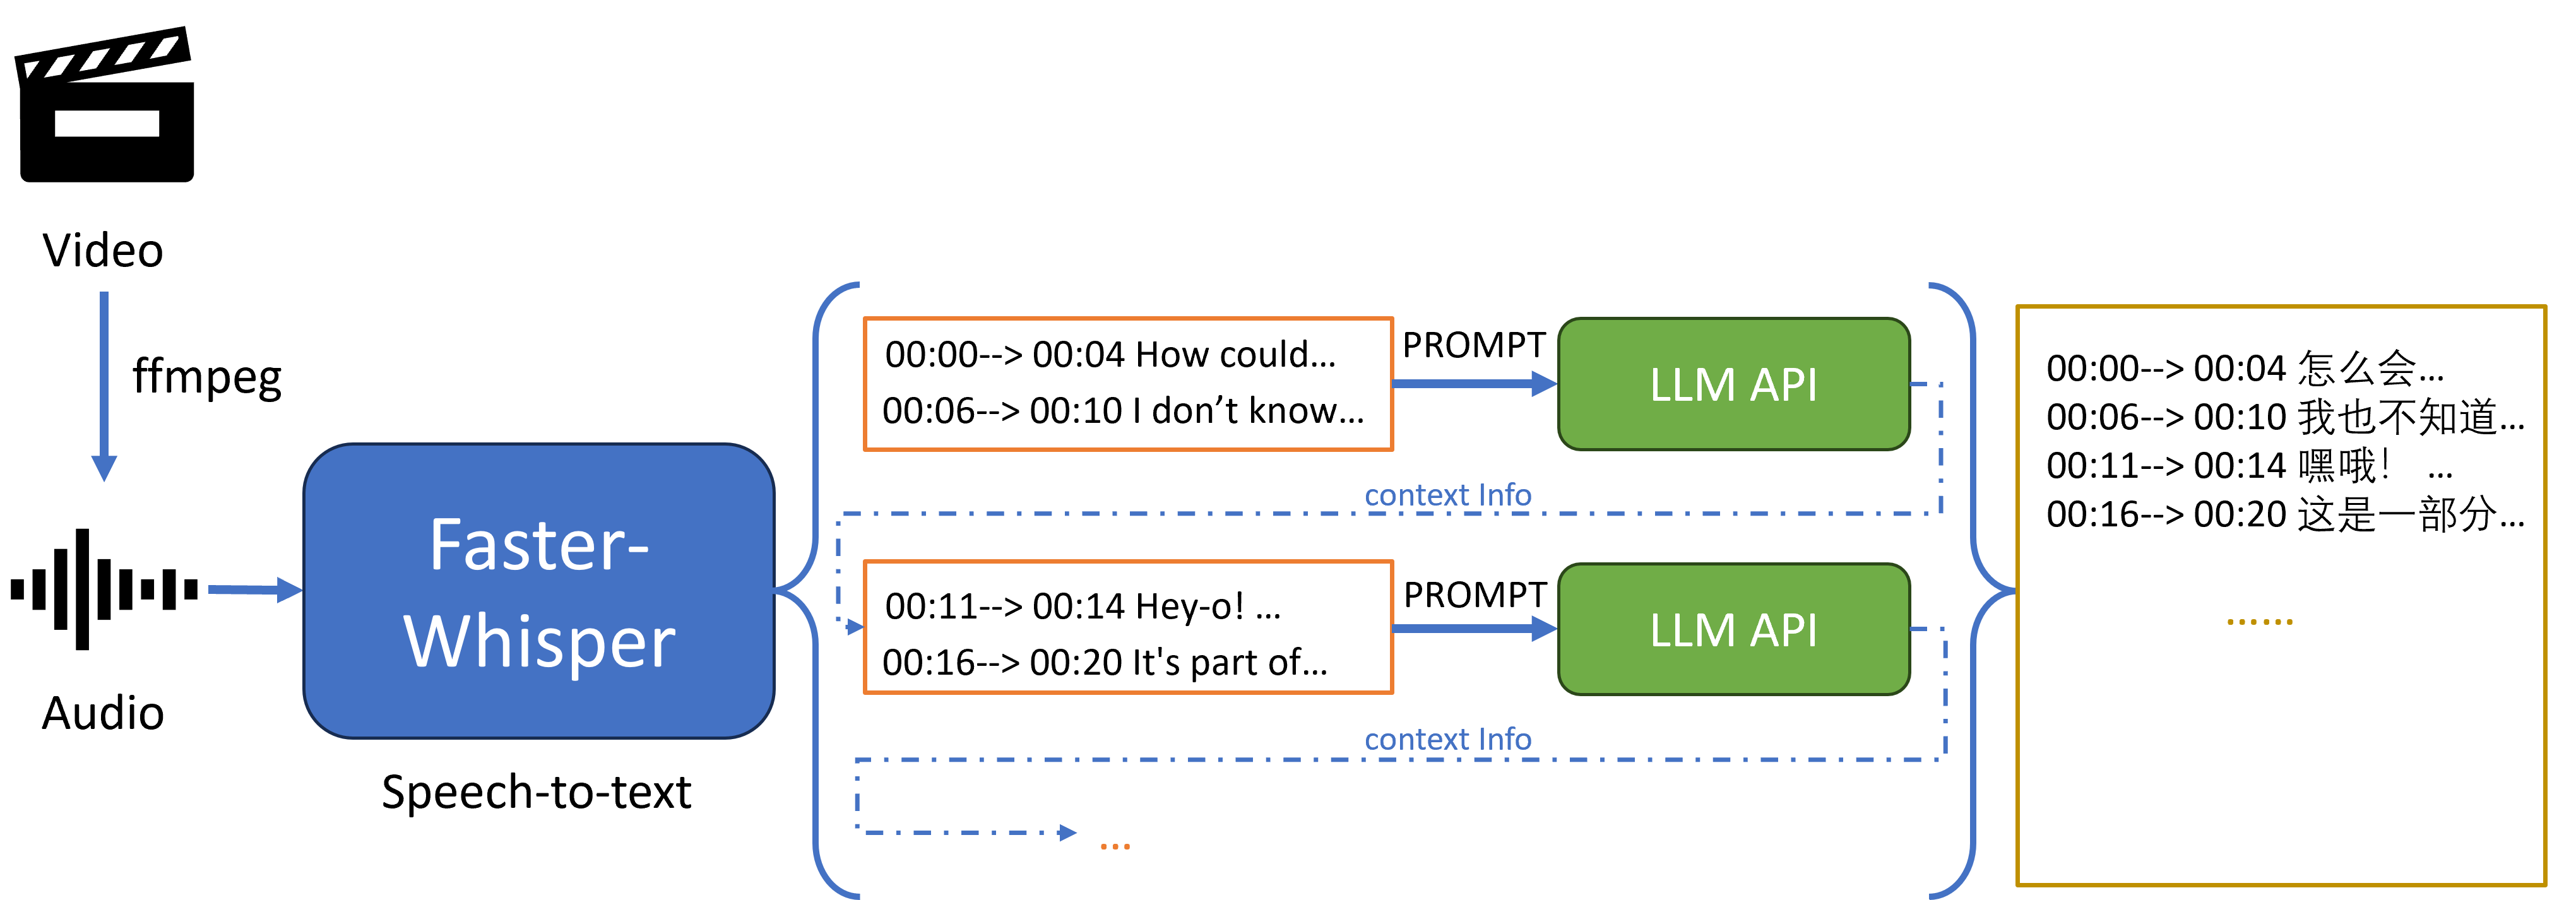 Video
ffmpeg
Audio
Faster-
Whisper
Speech-to-text
00:00--> 00:04 How could...
00:06--> 00:10 I don’t know...
PROMPT
LLM API
context Info
00:11--> 00:14 Hey-o! ...
00:16--> 00:20 It's part of...
PROMPT
LLM API
context Info
...
00:00--> 00:04 怎么会...
00:06--> 00:10 我也不知道...
00:11--> 00:14 嘿哦！ ...
00:16--> 00:20 这是一部分...
......